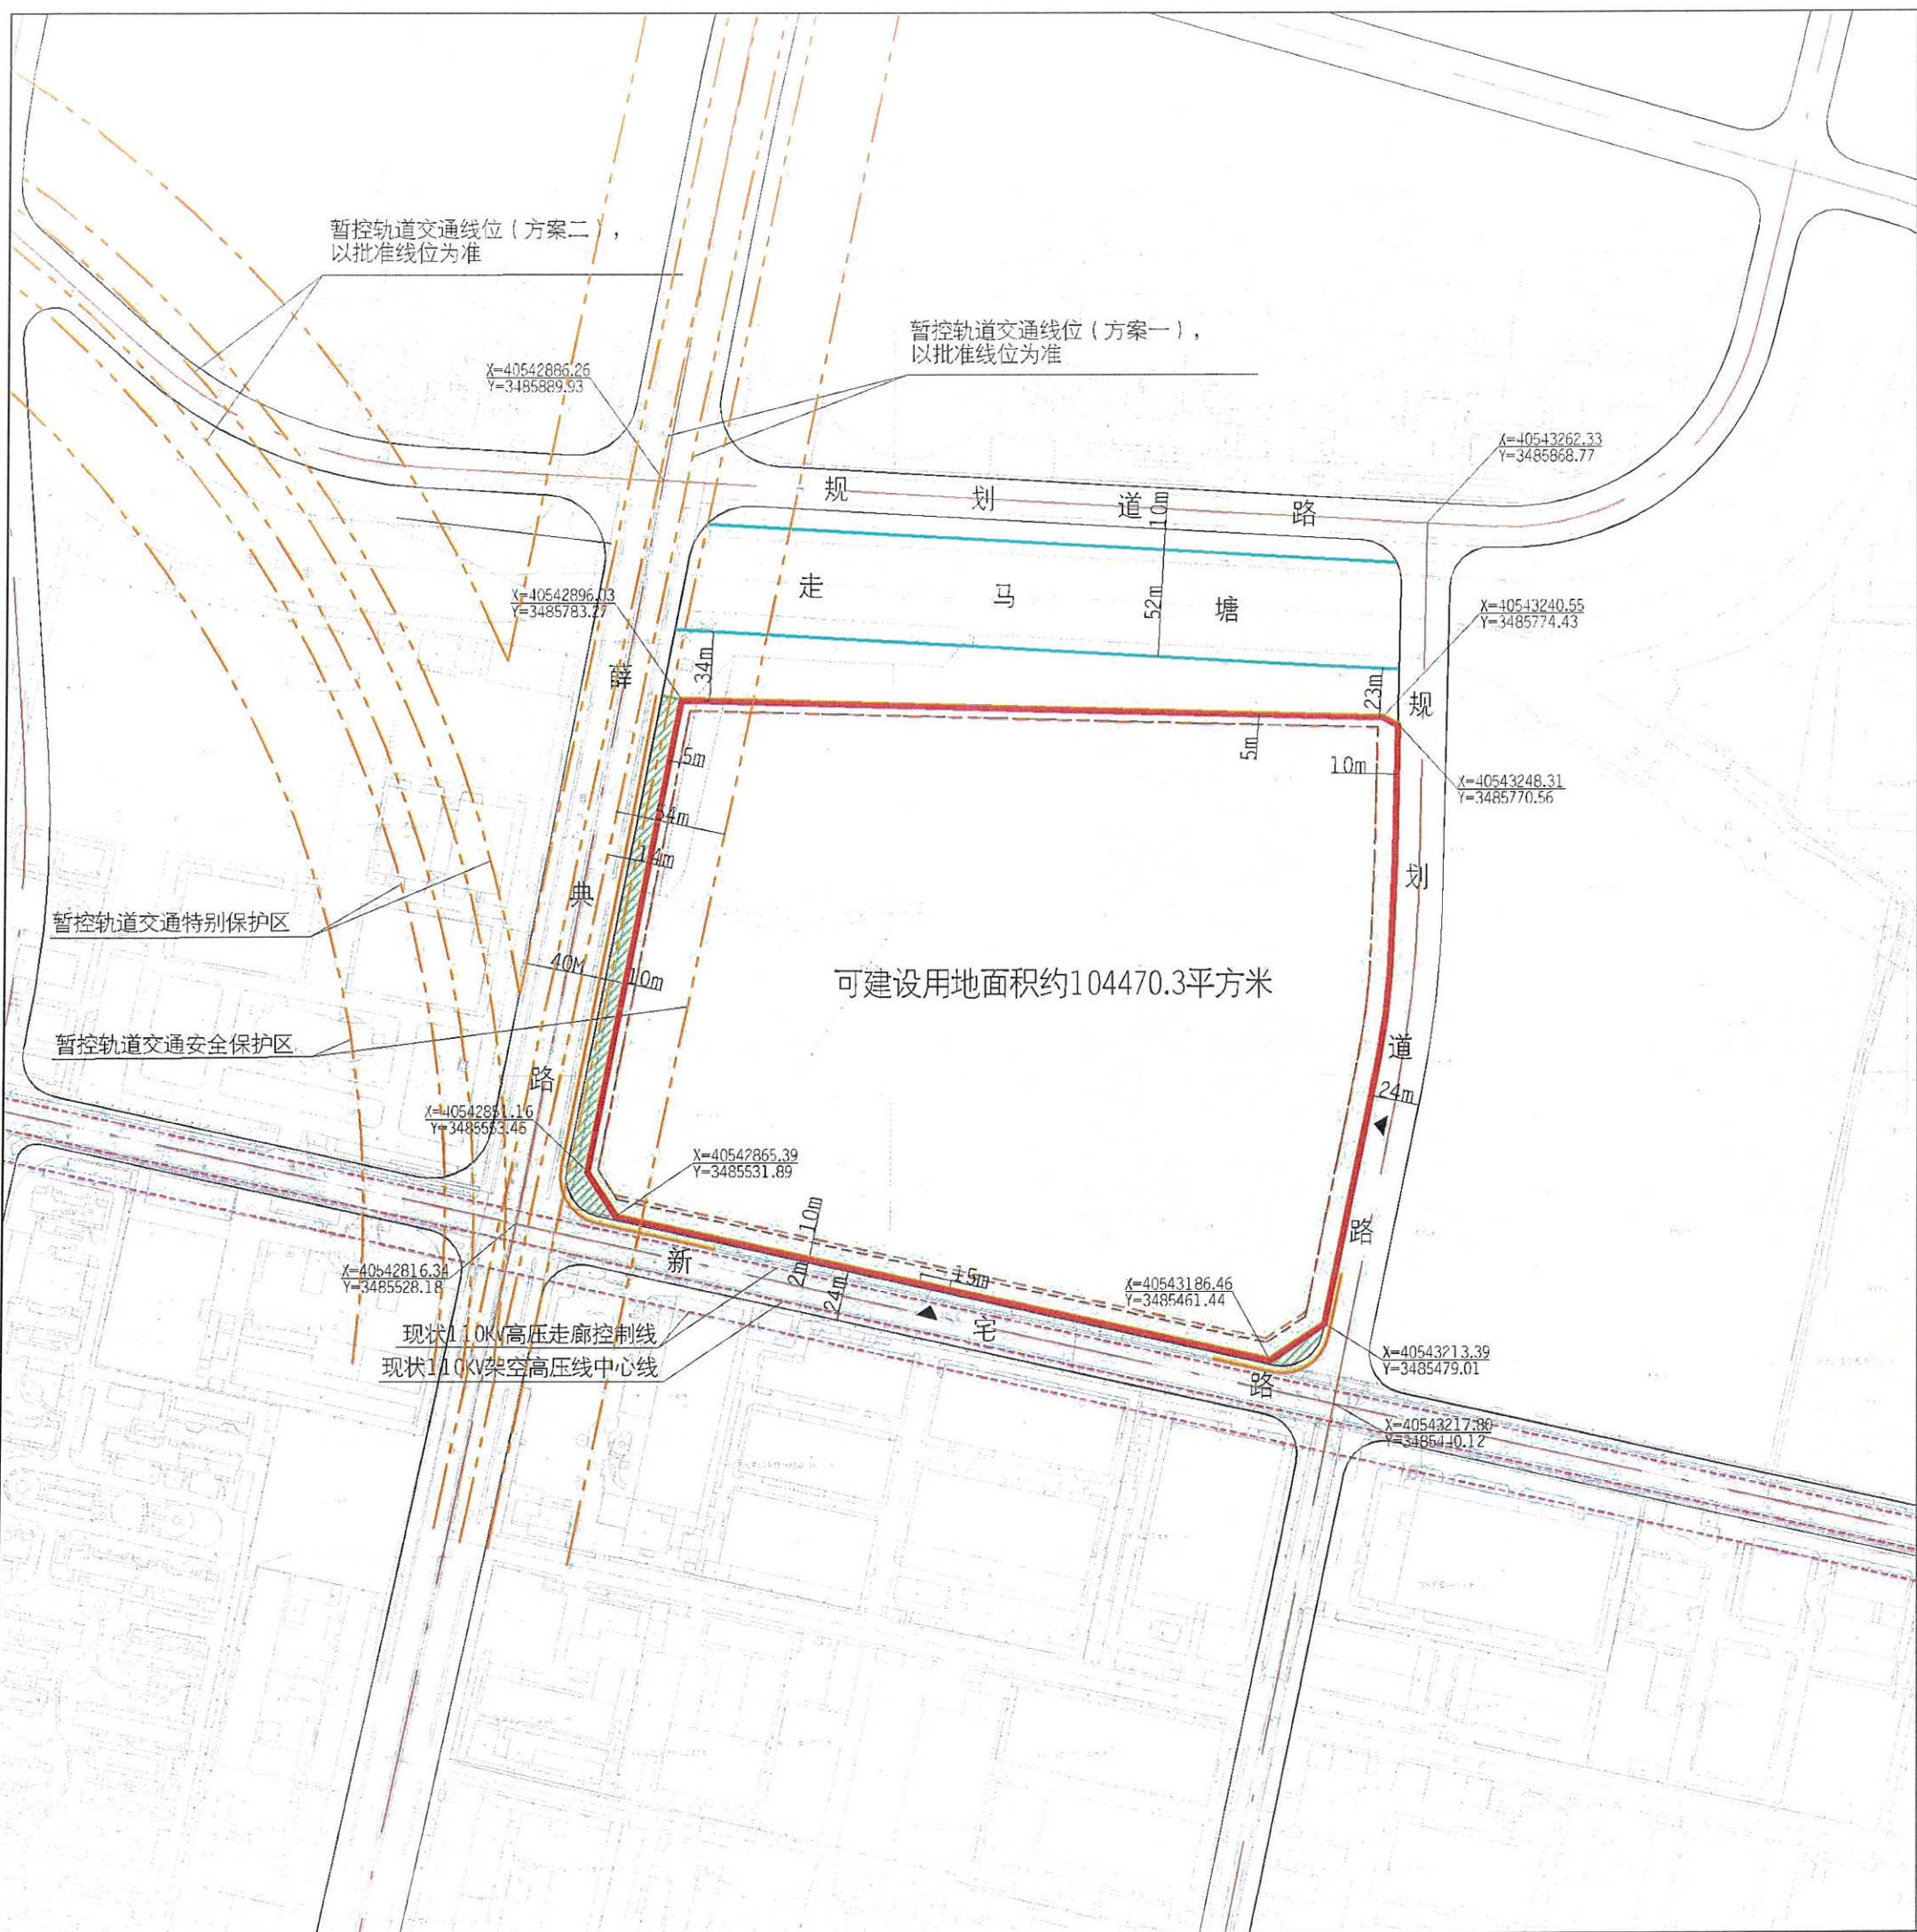 暂控轨道交通线位（方案二），
以批准线位为准
暂控轨道交通线位（方案一），
以批准线位为准
X=40542886.26
Y=3485889.93
X=40543262.33
Y=3485868.77
规划道路
10m
走马塘
52m
X=40542896.03
Y=3485783.27
X=40543240.55
Y=3485774.43
34m
23m
5m
5m
10m
X=40543248.31
Y=3485770.56
54m
14m
薛典路
规划道路
暂控轨道交通特别保护区
40M
10m
可建设用地面积约104470.3平方米
暂控轨道交通安全保护区
24m
X=40542851.16
Y=3485553.45
X=40542865.39
Y=3485531.89
10m
新宅路
2m
24m
15m
X=40542816.34
Y=3485528.18
X=40543186.46
Y=3485461.44
现状110KV高压走廊控制线
现状110KV架空高压线中心线
X=40543213.39
Y=3485479.01
X=40543217.80
Y=3485440.12